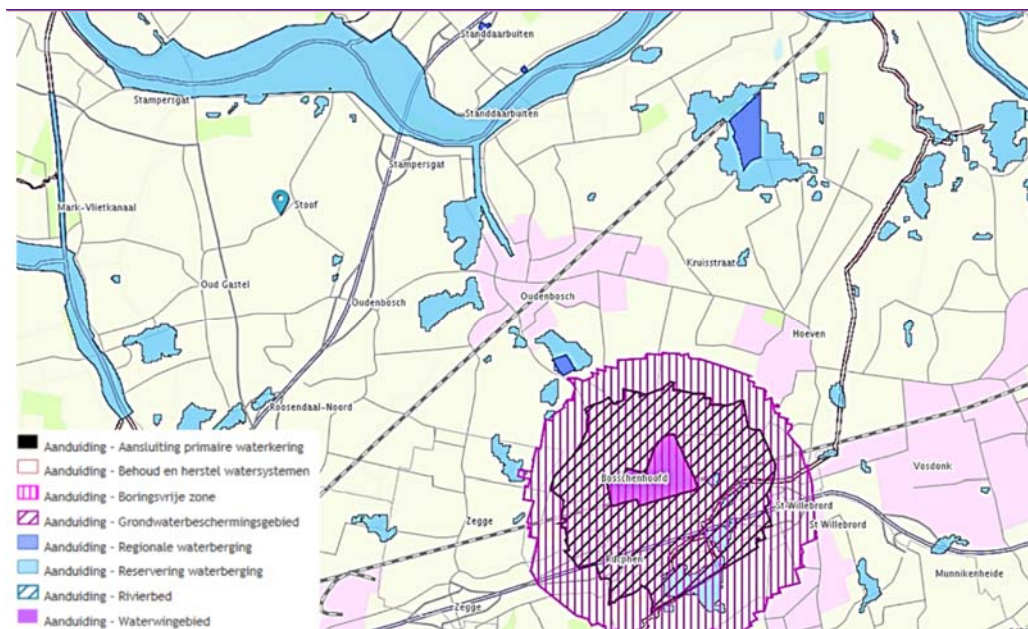 Standdaarbuiten
Stampersgat
Standdaarbuiten
Stampersgat
Stoof
Mark-Vlietkanaal
Kruisstraat
Oud Gastel
Oudenbosch
Oudenbosch
Hoeven
Roosendaal-Noord
Bosschenhoofd
Vosdonk
St Willebrord
Zegge
St Willebrord
Rucphen
Munnikenheide
Zegge
Aanduiding - Aansluiting primaire waterkering
Aanduiding - Behoud en herstel watersystemen
Aanduiding - Boringsvrije zone
Aanduiding - Grondwaterbeschermingsgebied
Aanduiding - Regionale waterberging
Aanduiding - Reservering waterberging
Aanduiding - Rivierbed
Aanduiding - Waterwingebied